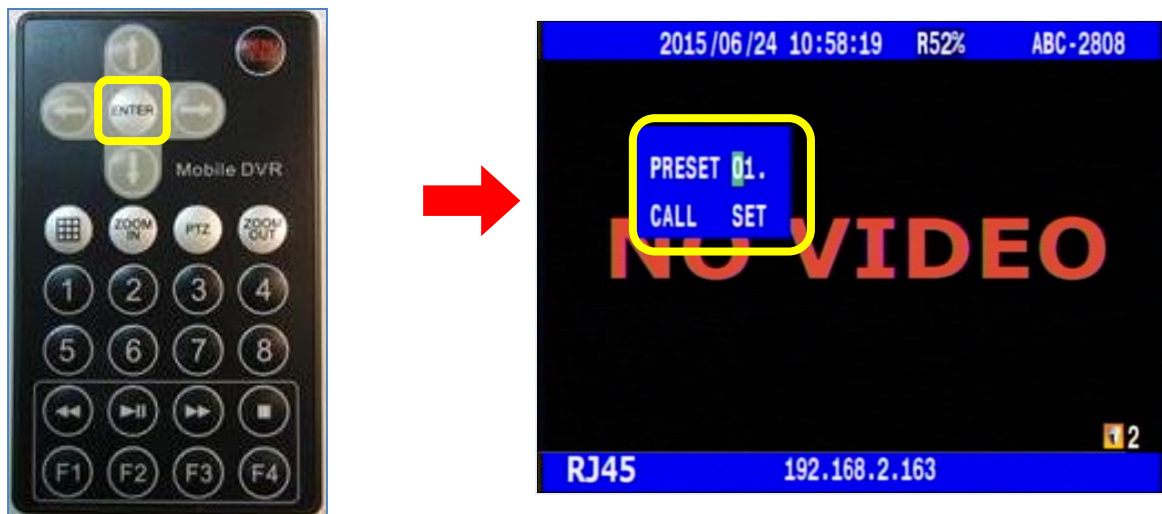 ENTER
Mobile DVR
ZOOM IN
PTZ
ZOOM OUT
1 2 3 4
5 6 7 8
F1 F2 F3 F4
2015/06/24 10:58:19 R52% ABC-2808
PRESET 01.
CALL SET
NO VIDEO
2
RJ45 192.168.2.163